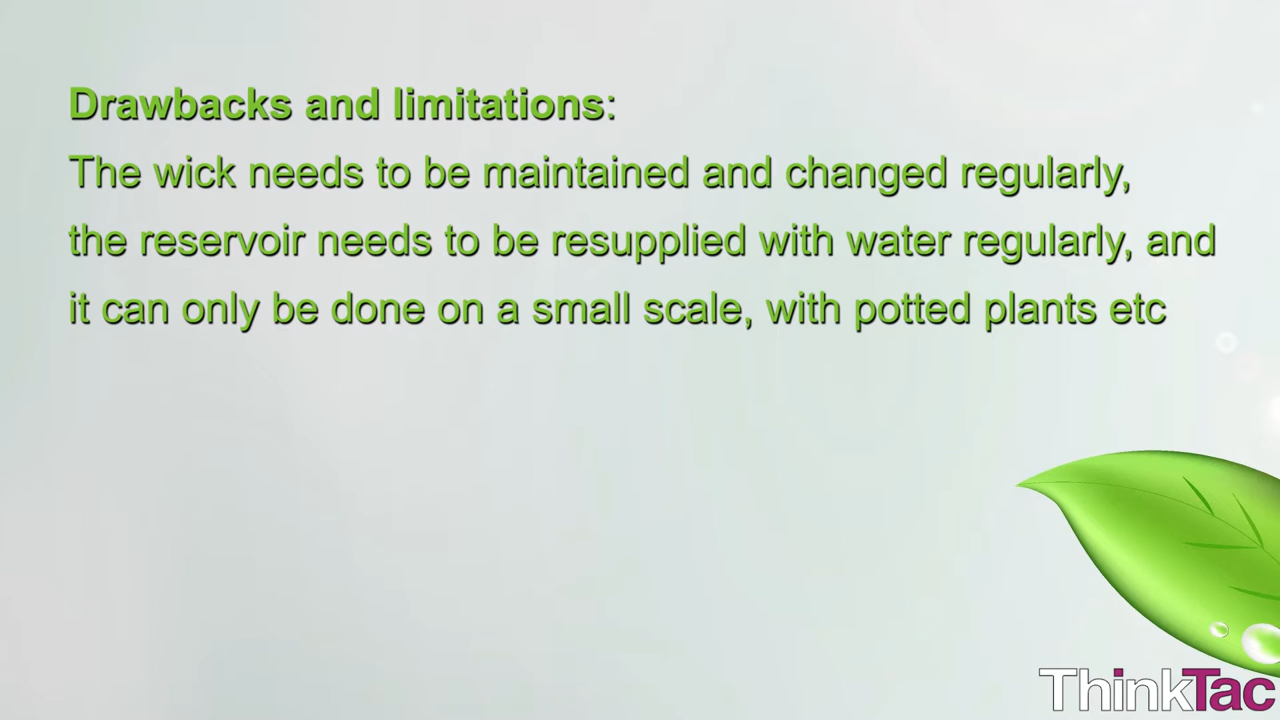 Drawbacks and limitations:
The wick needs to be maintained and changed regularly,
the reservoir needs to be resupplied with water regularly, and
it can only be done on a small scale, with potted plants etc
ThinkTac